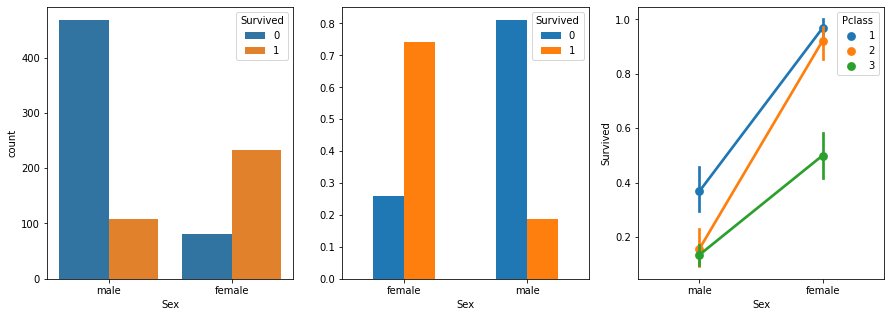 Survived
0
1
400
300
200
100
0
count
male female
Sex
Survived
0
1
0.8
0.7
0.6
0.5
0.4
0.3
0.2
0.1
0.0
female male
Sex
Pclass
1
2
3
1.0
0.8
0.6
0.4
0.2
Survived
male female
Sex